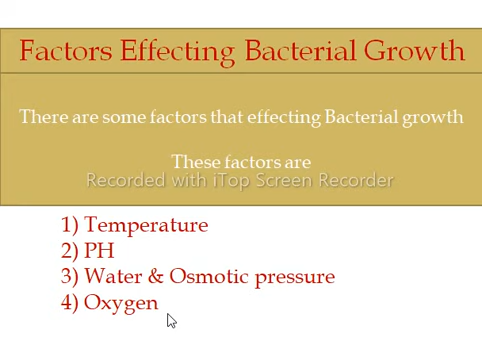 Factors Effecting Bacterial Growth
There are some factors that effecting Bacterial growth
These factors are
Recorded with iTop Screen Recorder
1) Temperature
2) PH
3) Water & Osmotic pressure
4) Oxygen